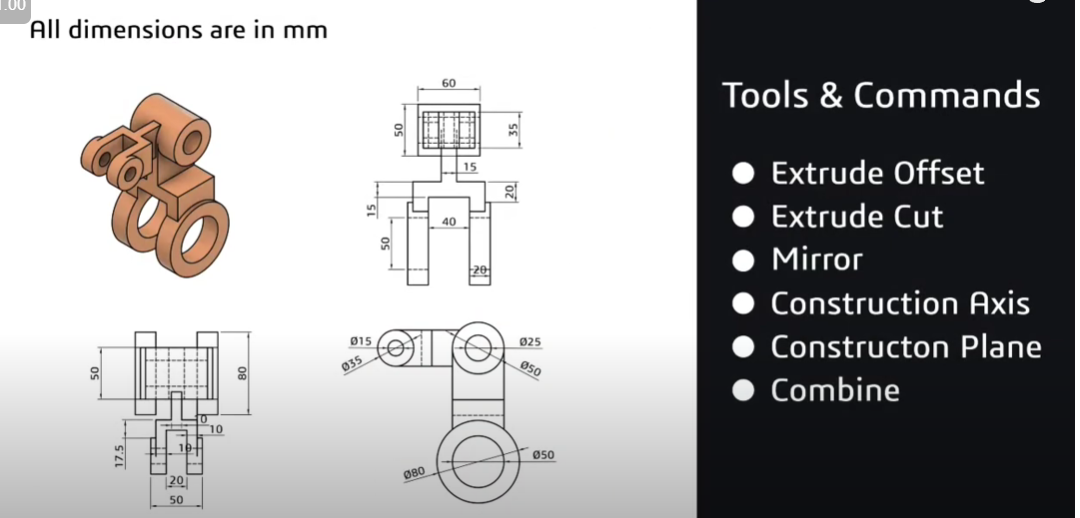 1.00
All dimensions are in mm
60
50
35
15
20
15
40
50
20
50
80
0
10
17.5
10
20
50
Ø15
Ø35
Ø25
Ø50
Ø80
Ø50
Tools & Commands
Extrude Offset
Extrude Cut
Mirror
Construction Axis
Constructon Plane
Combine